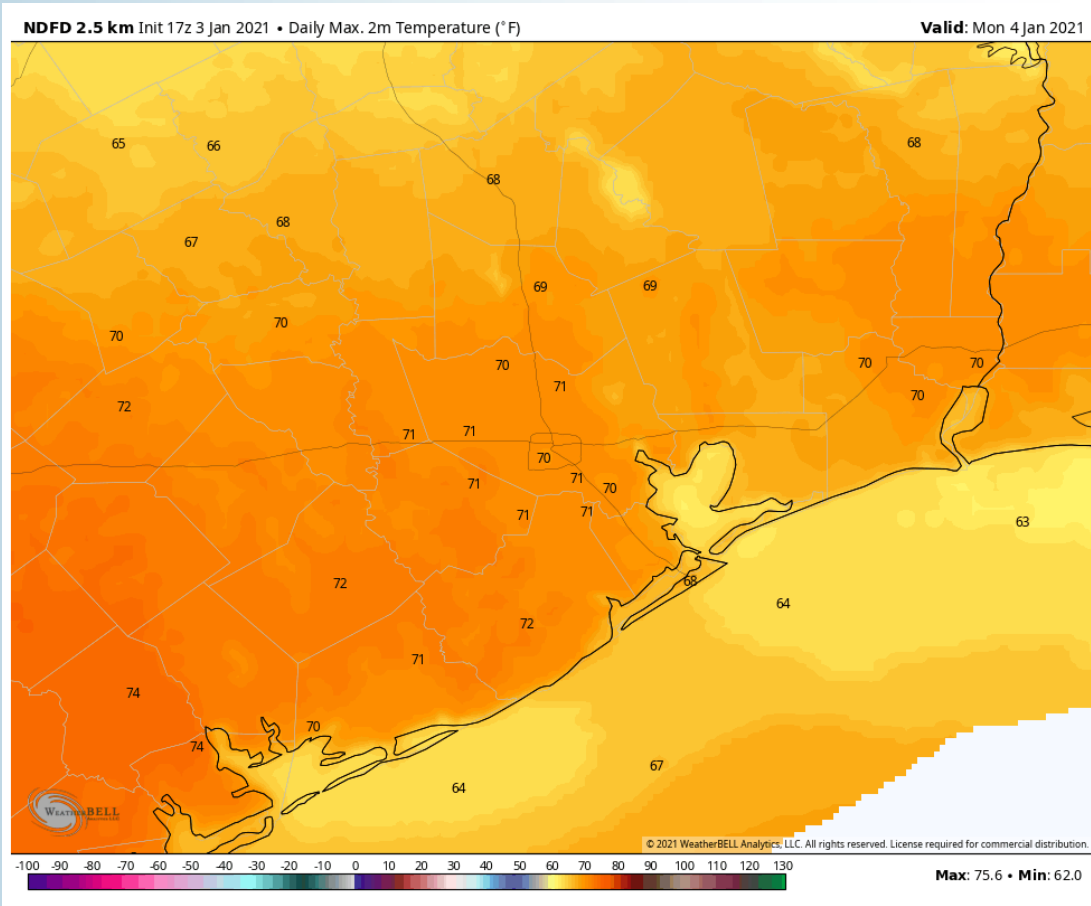 NDFD 2.5 km Init 17z 3 Jan 2021 • Daily Max. 2m Temperature (°F) Valid: Mon 4 Jan 2021
65 66 68
68
67 68
69 69
70 70
70 70 70
71
72 70
71 71
70
71 71 70
71 71
63
72 68
64
72
71
74
70
74
67
64
WEATHERBELL
© 2021 WeatherBELL Analytics, LLC. All rights reserved. License required for commercial distribution.
-100 -90 -80 -70 -60 -50 -40 -30 -20 -10 0 10 20 30 40 50 60 70 80 90 100 110 120 130
Max: 75.6 • Min: 62.0